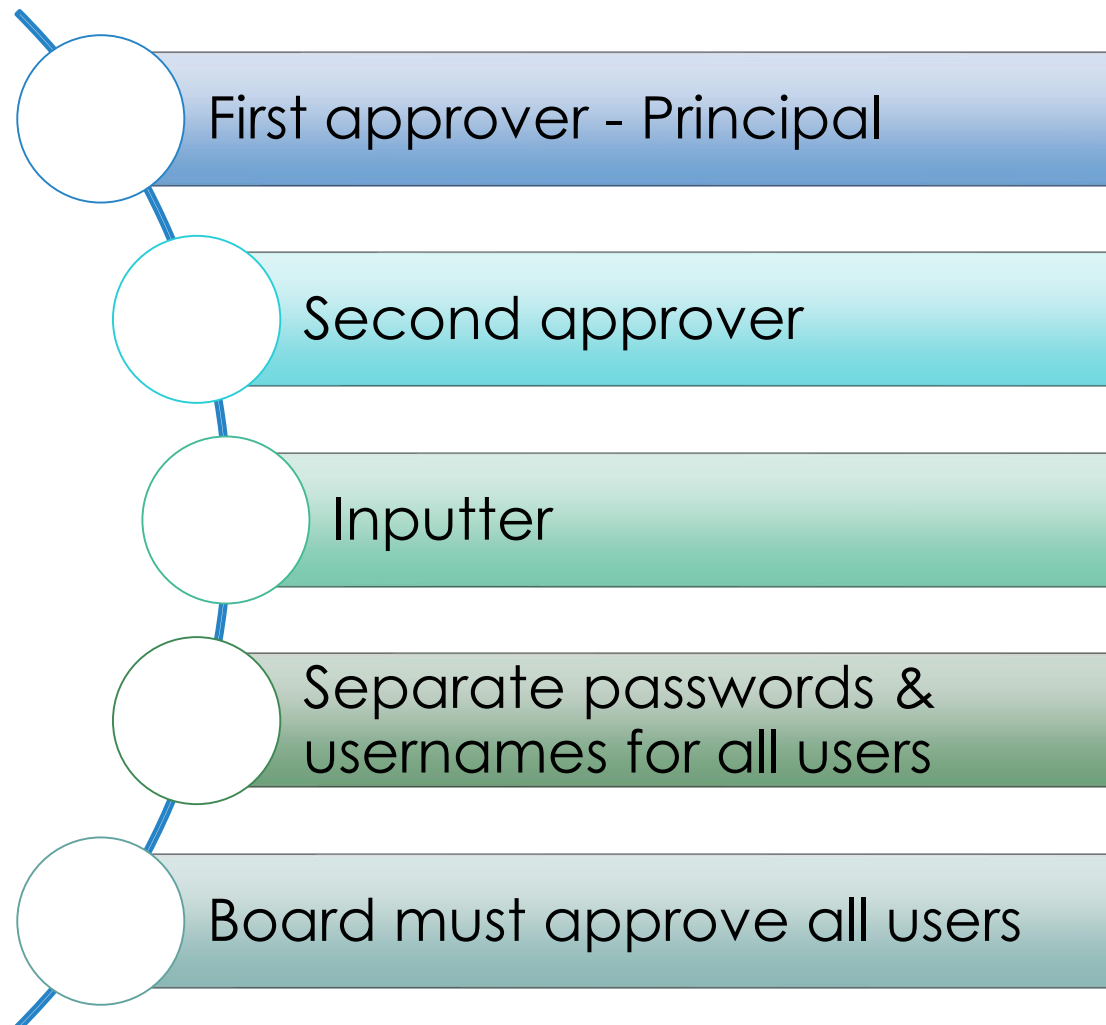 First approver - Principal
Second approver
Inputter
Separate passwords &
usernames for all users
Board must approve all users